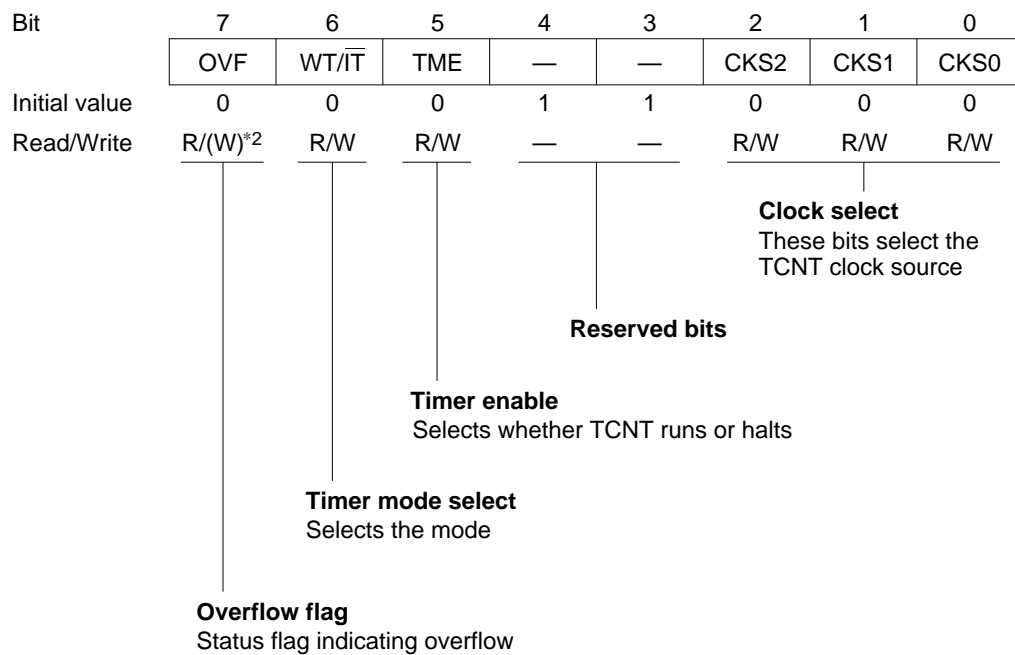 Bit 7 6 5 4 3 2 1 0
OVF WT/I̅T̅ TME — — CKS2 CKS1 CKS0
Initial value 0 0 0 1 1 0 0 0
Read/Write R/(W)*2 R/W R/W — — R/W R/W R/W
Clock select
These bits select the
TCNT clock source
Reserved bits
Timer enable
Selects whether TCNT runs or halts
Timer mode select
Selects the mode
Overflow flag
Status flag indicating overflow